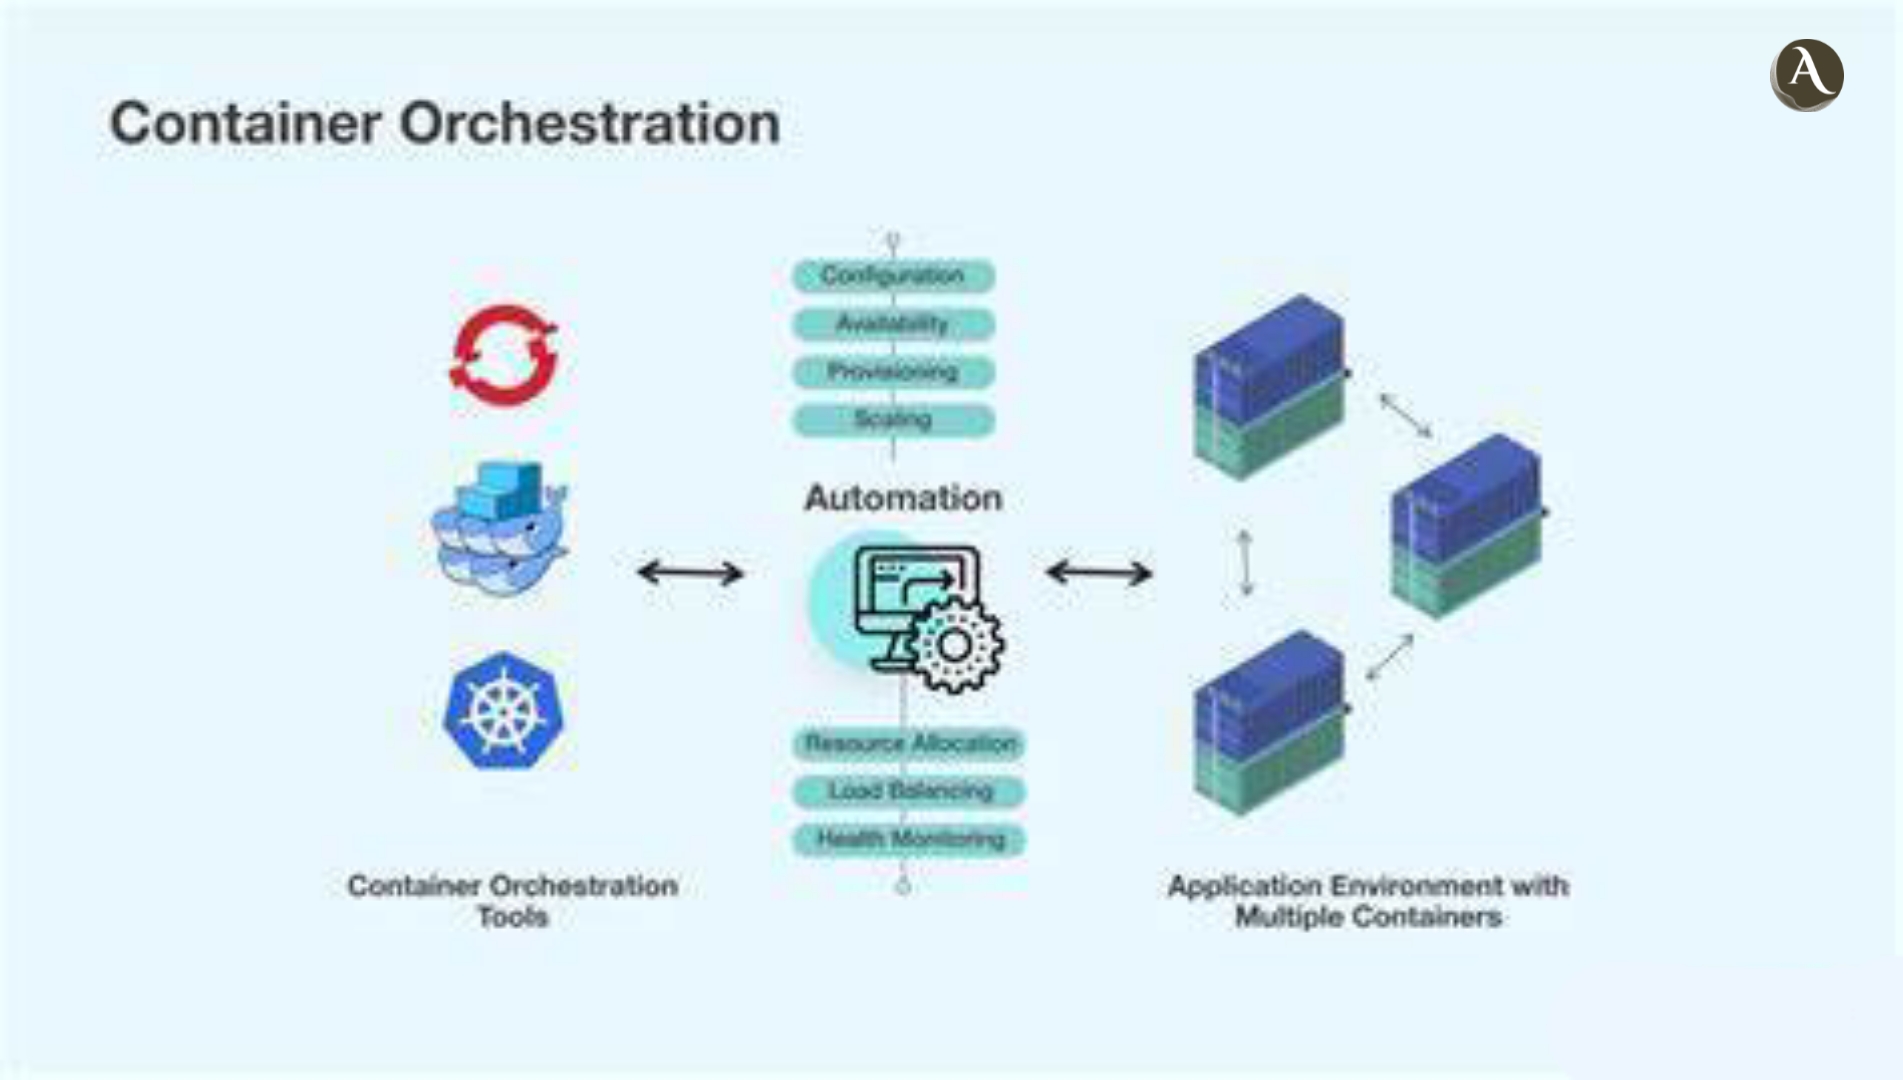 Container Orchestration
A
Configuration
Availability
Provisioning
Scaling
Automation
Resource Allocation
Load Balancing
Health Monitoring
Container Orchestration
Tools
Application Environment with
Multiple Containers